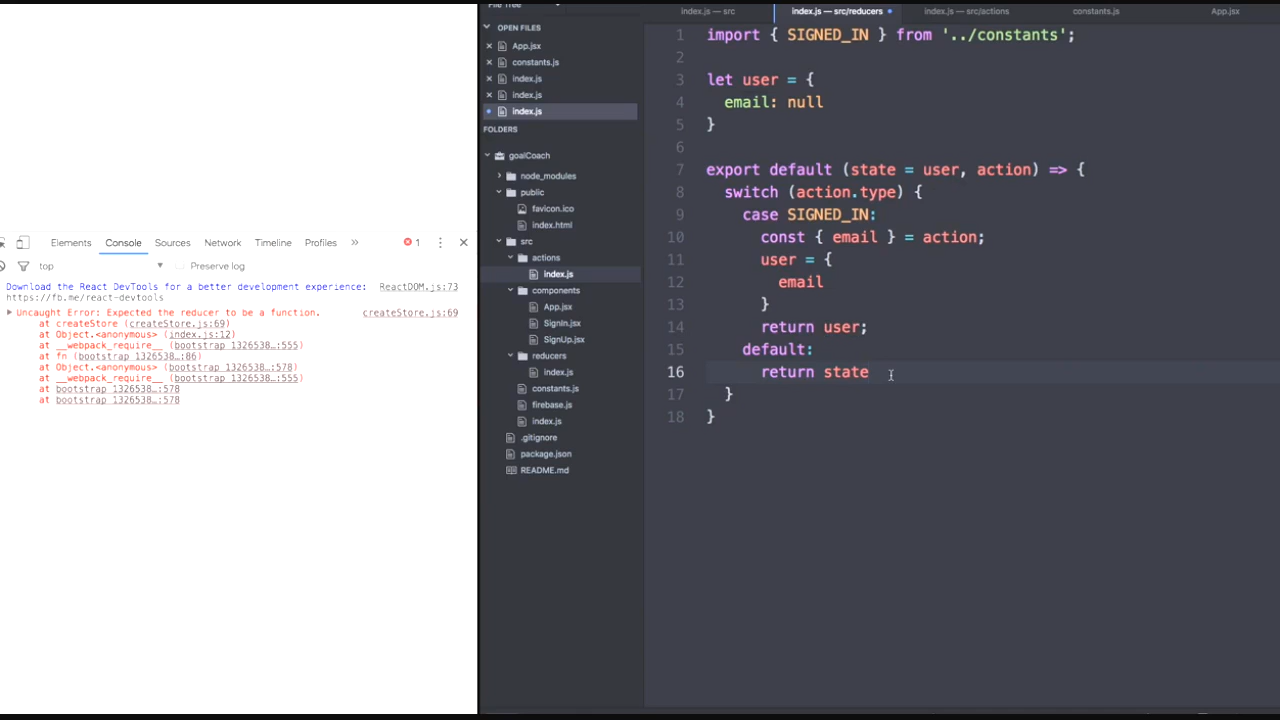 Elements Console Sources Network Timeline Profiles » 1
top ▼ Preserve log
Download the React DevTools for a better development experience: ReactDOM.js:73
https://fb.me/react-devtools
Uncaught Error: Expected the reducer to be a function. createStore.js:69
at createStore (createStore.js:69)
at Object.<anonymous> (index.js:12)
at __webpack_require__ (bootstrap 1326538…:555)
at fn (bootstrap 1326538…:86)
at Object.<anonymous> (bootstrap 1326538…:578)
at __webpack_require__ (bootstrap 1326538…:555)
at bootstrap 1326538…:578
at bootstrap 1326538…:578
File Tree
OPEN FILES
App.jsx
constants.js
index.js
index.js
index.js
FOLDERS
goalCoach
node_modules
public
favicon.ico
index.html
src
actions
index.js
components
App.jsx
SignIn.jsx
SignUp.jsx
reducers
index.js
constants.js
firebase.js
index.js
.gitignore
package.json
README.md
index.js — src index.js — src/reducers index.js — src/actions constants.js App.jsx
1 import { SIGNED_IN } from '../constants';
2
3 let user = {
4 email: null
5 }
6
7 export default (state = user, action) => {
8 switch (action.type) {
9 case SIGNED_IN:
10 const { email } = action;
11 user = {
12 email
13 }
14 return user;
15 default:
16 return state
17 }
18 }